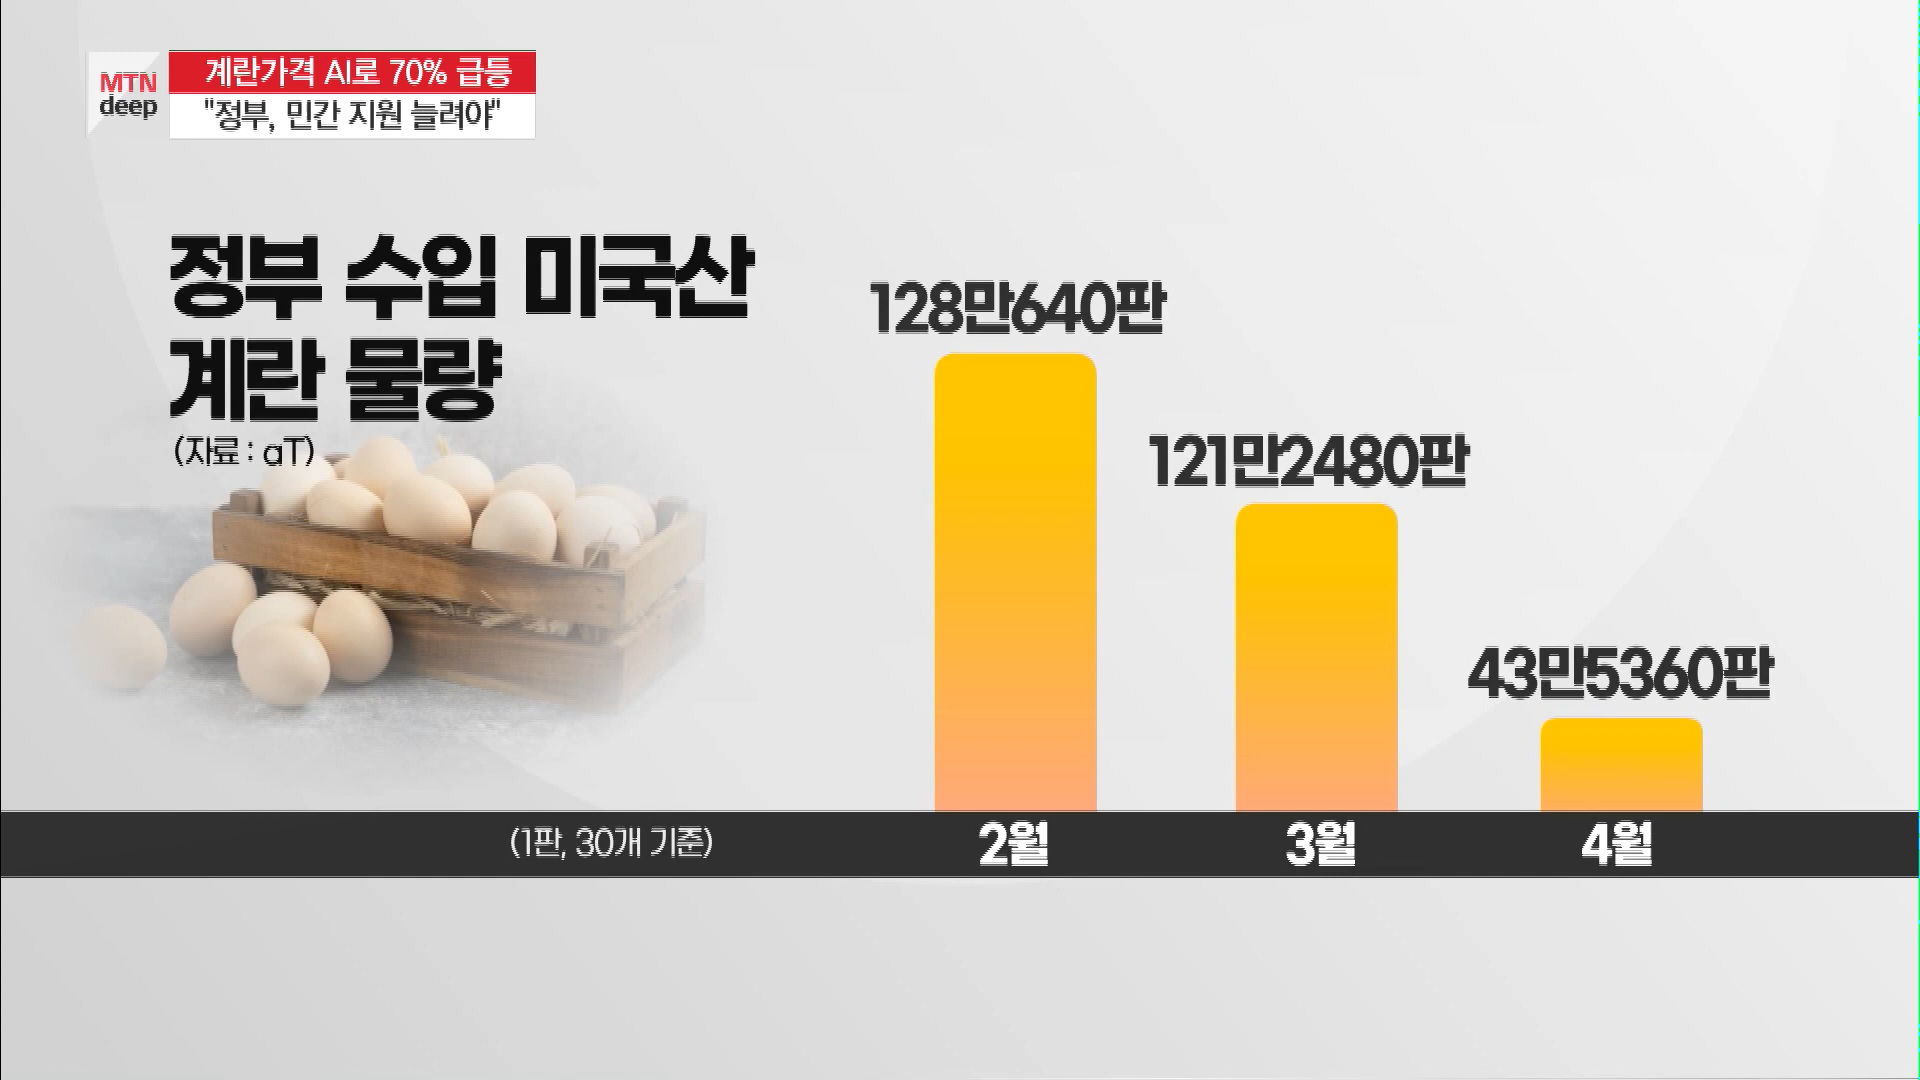 MTN
deep
계란가격 AI로 70% 급등
"정부, 민간 지원 늘려야"
정부 수입 미국산
계란 물량
(자료 : aT)
128만640판
121만2480판
43만5360판
(1판, 30개 기준)
2월
3월
4월